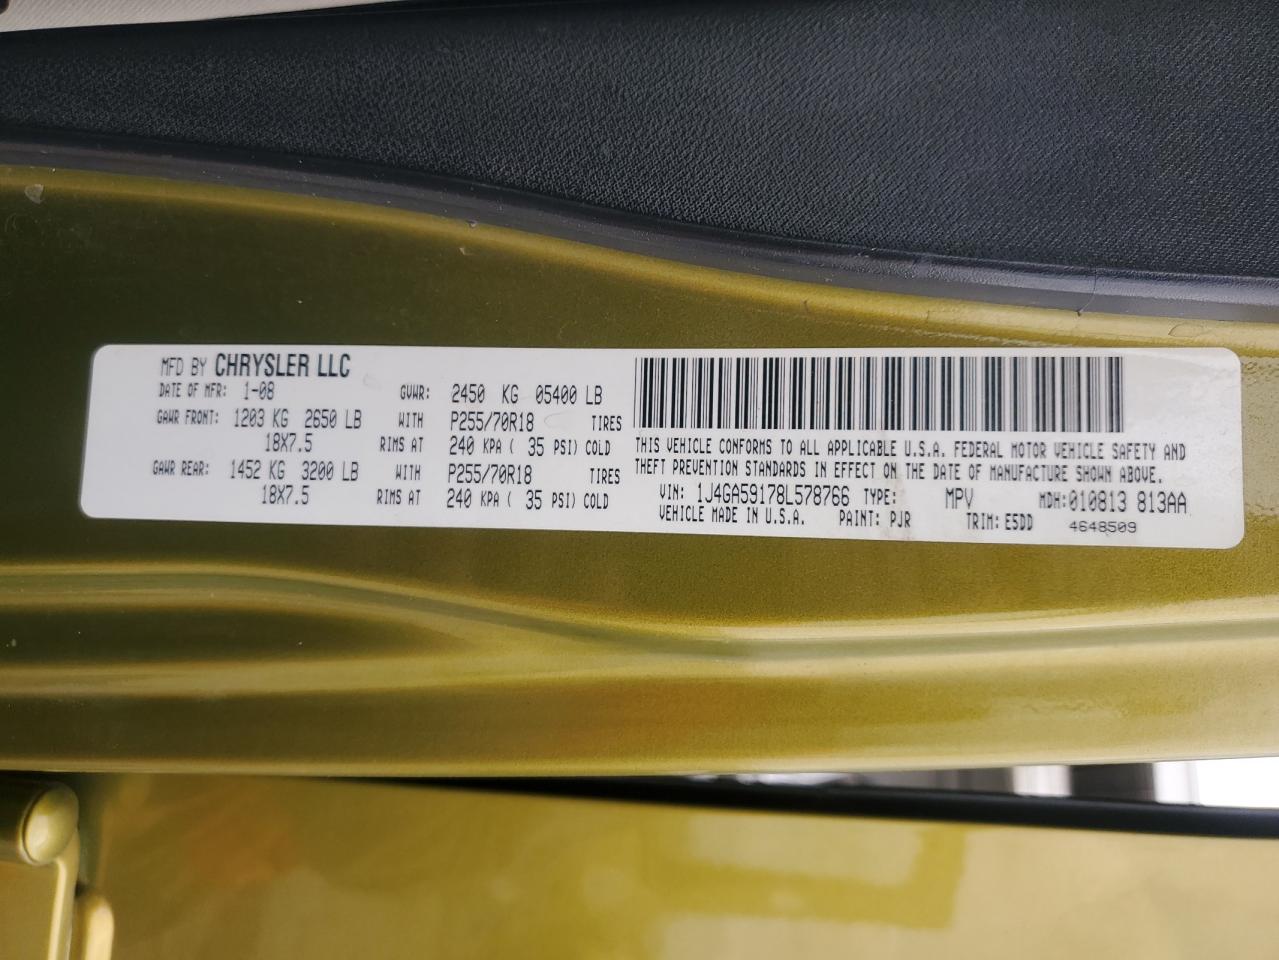 MFD BY CHRYSLER LLC
DATE OF MFR: 1-08 GVWR: 2450 KG 05400 LB
GAWR FRONT: 1203 KG 2650 LB WITH P255/70R18 TIRES
18X7.5 RIMS AT 240 KPA ( 35 PSI) COLD
GAWR REAR: 1452 KG 3200 LB WITH P255/70R18 TIRES
18X7.5 RIMS AT 240 KPA ( 35 PSI) COLD
THIS VEHICLE CONFORMS TO ALL APPLICABLE U.S.A. FEDERAL MOTOR VEHICLE SAFETY AND
THEFT PREVENTION STANDARDS IN EFFECT ON THE DATE OF MANUFACTURE SHOWN ABOVE.
VIN: 1J4GA59178L578766 TYPE: MPV MDH:010813 813AA
VEHICLE MADE IN U.S.A. PAINT: PJR TRIM: E5DD 4648509